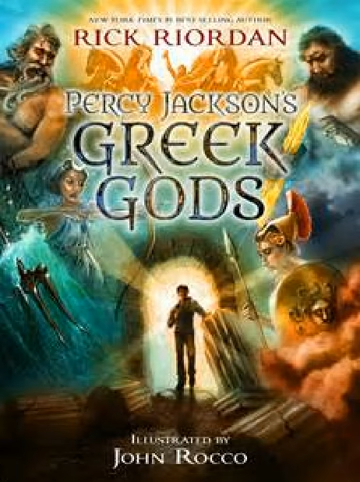 NEW YORK TIMES #1 BEST-SELLING AUTHOR
RICK RIORDAN
PERCY JACKSON'S
GREEK
GODS
ILLUSTRATED BY
JOHN ROCCO